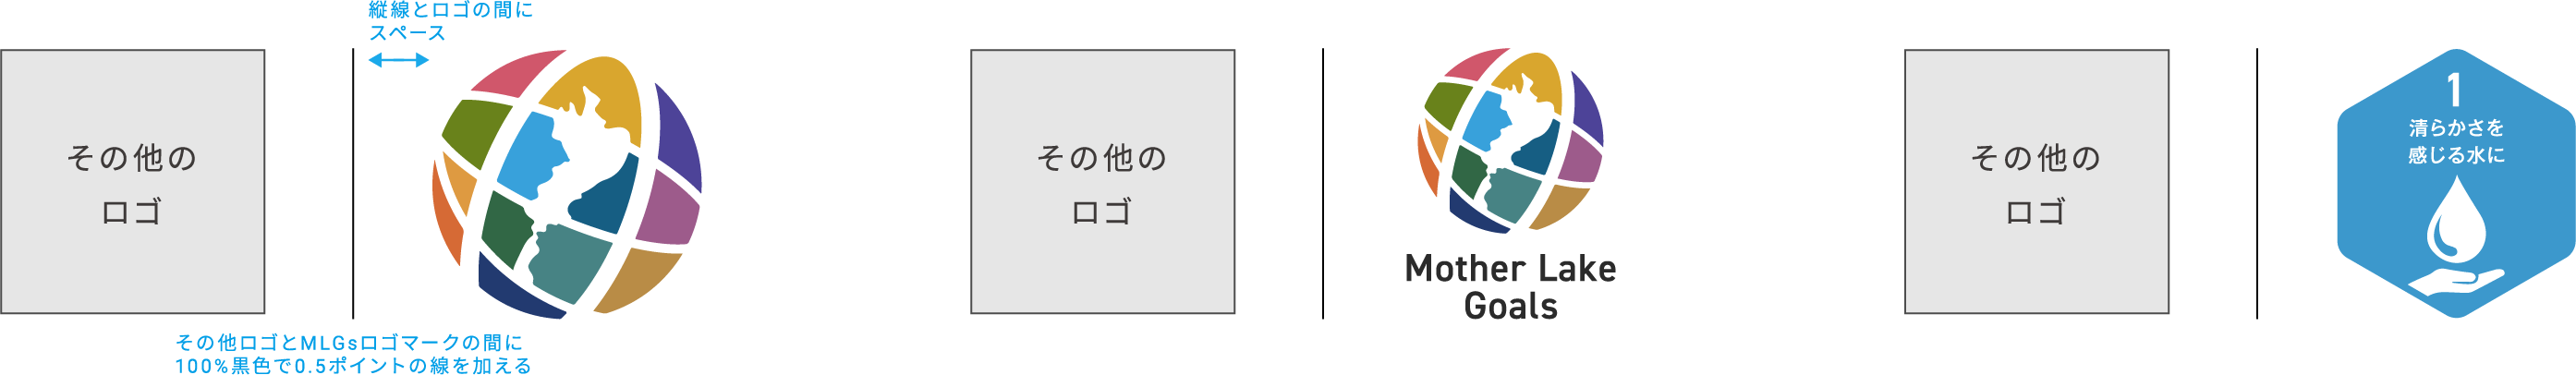 縦線とロゴの間に
スペース
その他の
ロゴ
その他ロゴとMLGsロゴマークの間に
100%黒色で0.5ポイントの線を加える
その他の
ロゴ
Mother Lake
Goals
その他の
ロゴ
1
清らかさを
感じる水に